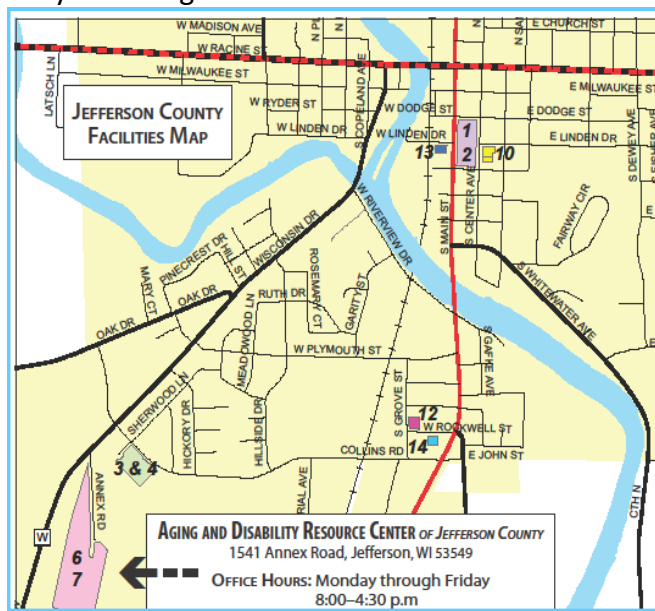 W MADISON AVE
E CHURCH ST
W RACINE ST
LATSCH LN
W MILWAUKEE ST
E MILWAUKEE ST
S COPELAND AVE
W RYDER ST
W DODGE ST
E DODGE ST
JEFFERSON COUNTY
FACILITIES MAP
W LINDEN DR
W LINDEN DR
E LINDEN DR
1
2
13
10
S DEWEY AVE
S CENTER AVE
S MAIN ST
W RIVERVIEW DR
FAIRWAY CIR
PINECREST DR
HILL ST
WISCONSIN DR
MARY CT
OAK DR
OAK DR
ROSEMARY CT
RUTH DR
GARITY ST
S WHITEWATER AVE
MEADOWOOD LN
W PLYMOUTH ST
S GAFFKE AVE
SHERWOOD LN
HICKORY DR
HILLSIDE DR
S GROVE ST
12
W ROCKWELL ST
14
COLLINS RD
E JOHN ST
3 & 4
ANNEX RD
RIAL AVE
CTH N
W
6
7
AGING AND DISABILITY RESOURCE CENTER OF JEFFERSON COUNTY
1541 Annex Road, Jefferson, WI 53549
OFFICE HOURS: Monday through Friday
8:00–4:30 p.m